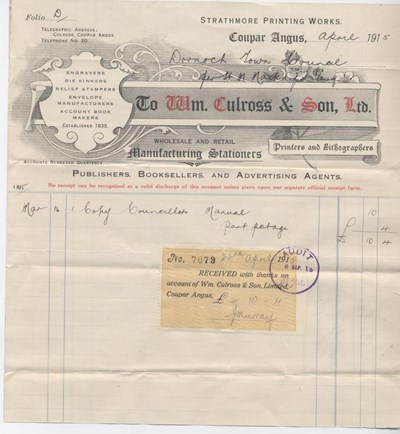 Folio D
STRATHMORE PRINTING WORKS.
TELEGRAPHIC ADDRESS,
CULROSS, COUPAR ANGUS
TELEPHONE No. 20.
Coupar Angus, April 1915
Dornoch Town Council
ENGRAVERS
DIE SINKERS
RELIEF STAMPERS
ENVELOPE
MANUFACTURERS
ACCOUNT BOOK
MAKERS
ESTABLISHED 1835.
To Wm. Culross & Son, Ltd.
WHOLESALE AND RETAIL
Manufacturing Stationers
Printers and Lithographers
ACCOUNTS RENDERED QUARTERLY
PUBLISHERS, BOOKSELLERS, AND ADVERTISING AGENTS.
No receipt can be recognised as a valid discharge of this account unless given upon our separate official receipt form.
1915
Mar 16 1 Copy Councillors Manual 10
part postage 4
10 4
AUDIT
No. 7079 April 1915
RECEIVED with thanks on
account of Wm. Culross & Son, Limited,
Coupar Angus, £ - 10 - 4